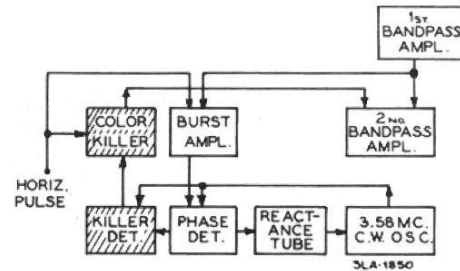 1ST
BANDPASS
AMPL.
COLOR
KILLER
BURST
AMPL.
2ND
BANDPASS
AMPL.
HORIZ.
PULSE
KILLER
DET.
PHASE
DET.
REACT-
ANCE
TUBE
3.58 MC.
C.W. OSC.
3LA-1850